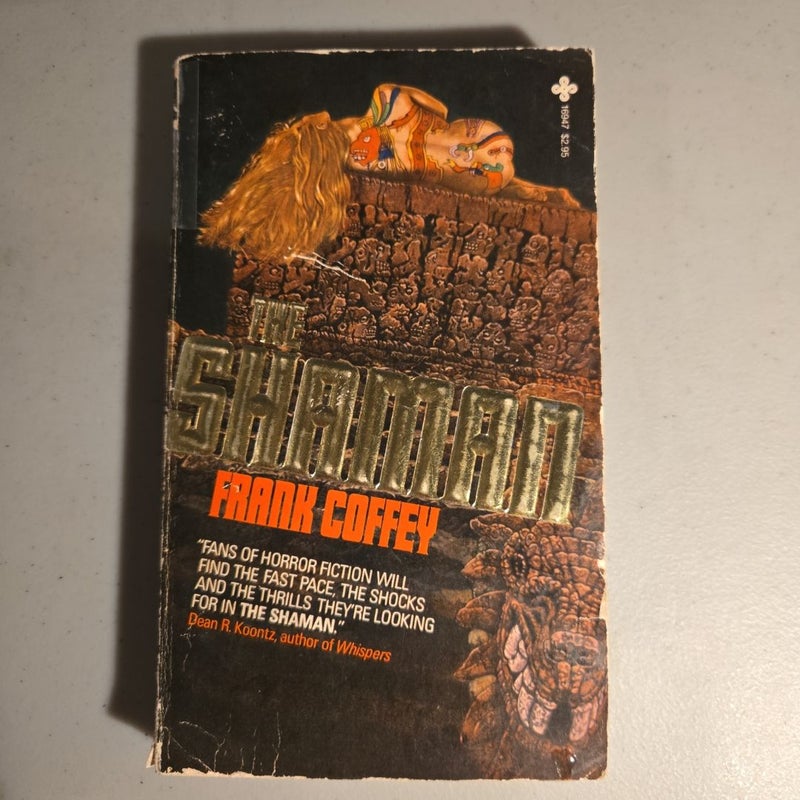 16947 $2.95
THE
SHAMAN
FRANK COFFEY
"FANS OF HORROR FICTION WILL
FIND THE FAST PACE, THE SHOCKS
AND THE THRILLS THEY'RE LOOKING
FOR IN THE SHAMAN."
Dean R. Koontz, author of Whispers